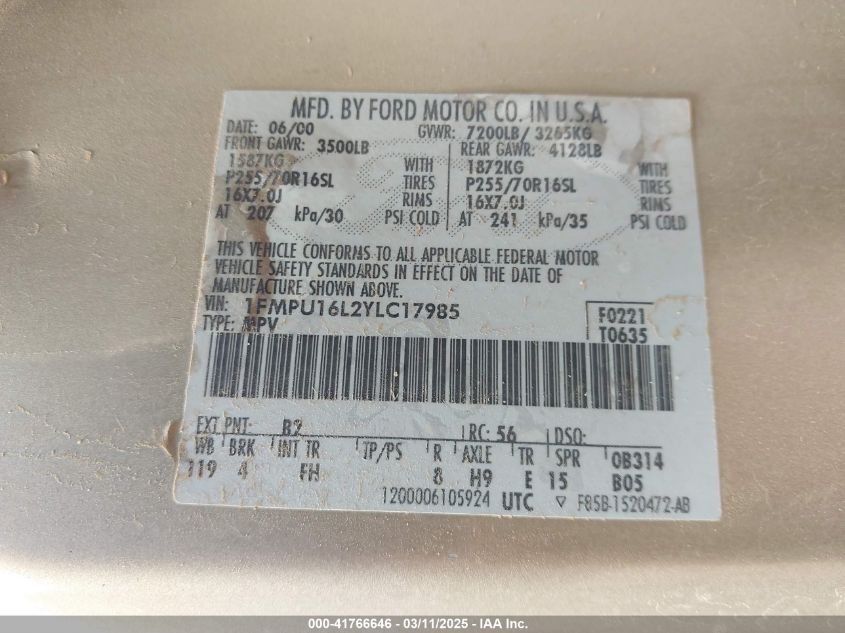 MFD. BY FORD MOTOR CO. IN U.S.A.
DATE: 06/00 GVWR: 7200LB/ 3265KG
FRONT GAWR: 3500LB REAR GAWR: 4128LB
1587KG WITH 1872KG WITH
P255/70R16SL TIRES P255/70R16SL TIRES
16X7.0J RIMS 16X7.0J RIMS
AT 207 kPa/30 PSI COLD AT 241 kPa/35 PSI COLD
THIS VEHICLE CONFORMS TO ALL APPLICABLE FEDERAL MOTOR
VEHICLE SAFETY STANDARDS IN EFFECT ON THE DATE OF
MANUFACTURE SHOWN ABOVE.
VIN: 1FMPU16L2YLC17985 F0221
TYPE: MPV T0635
EXT PNT: B2 RC: 56 DSO:
WB BRK INT TR TP/PS R AXLE TR SPR 0B314
119 4 FH 8 H9 E 15 B05
1200006105924 UTC F85B-1520472-AB
000-41766646 - 03/11/2025 - IAA Inc.